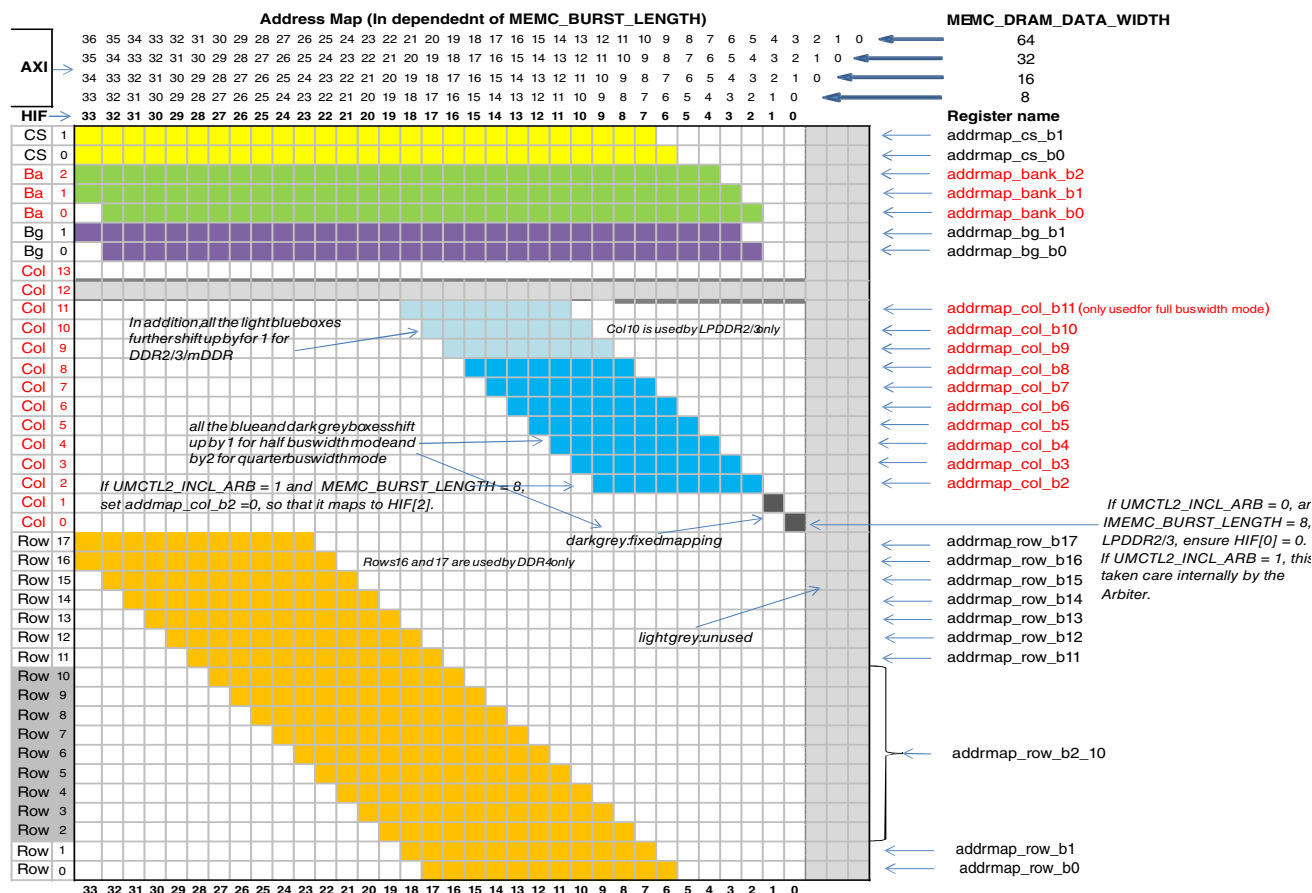 Address Map (In dependednt of MEMC_BURST_LENGTH) MEMC_DRAM_DATA_WIDTH
36 35 34 33 32 31 30 29 28 27 26 25 24 23 22 21 20 19 18 17 16 15 14 13 12 11 10 9 8 7 6 5 4 3 2 1 0 64
35 34 33 32 31 30 29 28 27 26 25 24 23 22 21 20 19 18 17 16 15 14 13 12 11 10 9 8 7 6 5 4 3 2 1 0 32
AXI
34 33 32 31 30 29 28 27 26 25 24 23 22 21 20 19 18 17 16 15 14 13 12 11 10 9 8 7 6 5 4 3 2 1 0 16
33 32 31 30 29 28 27 26 25 24 23 22 21 20 19 18 17 16 15 14 13 12 11 10 9 8 7 6 5 4 3 2 1 0 8
HIF 33 32 31 30 29 28 27 26 25 24 23 22 21 20 19 18 17 16 15 14 13 12 11 10 9 8 7 6 5 4 3 2 1 0 Register name
CS 1 addrmap_cs_b1
CS 0 addrmap_cs_b0
Ba 2 addrmap_bank_b2
Ba 1 addrmap_bank_b1
Ba 0 addrmap_bank_b0
Bg 1 addrmap_bg_b1
Bg 0 addrmap_bg_b0
Col 13
Col 12
Col 11 addrmap_col_b11 (only usedfor full buswidth mode)
In addition,all the lightblueboxes
furthershiftupbyfor 1 for
DDR2/3/mDDR
Col 10 Col10 is usedby LPDDR2/3only addrmap_col_b10
Col 9 addrmap_col_b9
Col 8 addrmap_col_b8
Col 7 addrmap_col_b7
Col 6 addrmap_col_b6
Col 5 addrmap_col_b5
all the blueand darkgreyboxesshift
up by 1 for half buswidth modeand
by2 for quarterbuswidthmode
Col 4 addrmap_col_b4
Col 3 addrmap_col_b3
Col 2 addrmap_col_b2
If UMCTL2_INCL_ARB = 1 and MEMC_BURST_LENGTH = 8,
set addmap_col_b2 =0, so that it maps to HIF[2].
Col 1
Col 0
darkgrey:fixedmapping
If UMCTL2_INCL_ARB = 0, an
IMEMC_BURST_LENGTH = 8,
LPDDR2/3, ensure HIF[0] = 0.
If UMCTL2_INCL_ARB = 1, this
taken care internally by the
Arbiter.
Row 17 addrmap_row_b17
Row 16 Rows16 and 17 are usedby DDR4only addrmap_row_b16
Row 15 addrmap_row_b15
Row 14 addrmap_row_b14
Row 13 addrmap_row_b13
Row 12 lightgrey:unused addrmap_row_b12
Row 11 addrmap_row_b11
Row 10
Row 9
Row 8
Row 7
Row 6 addrmap_row_b2_10
Row 5
Row 4
Row 3
Row 2
Row 1 addrmap_row_b1
Row 0 addrmap_row_b0
33 32 31 30 29 28 27 26 25 24 23 22 21 20 19 18 17 16 15 14 13 12 11 10 9 8 7 6 5 4 3 2 1 0